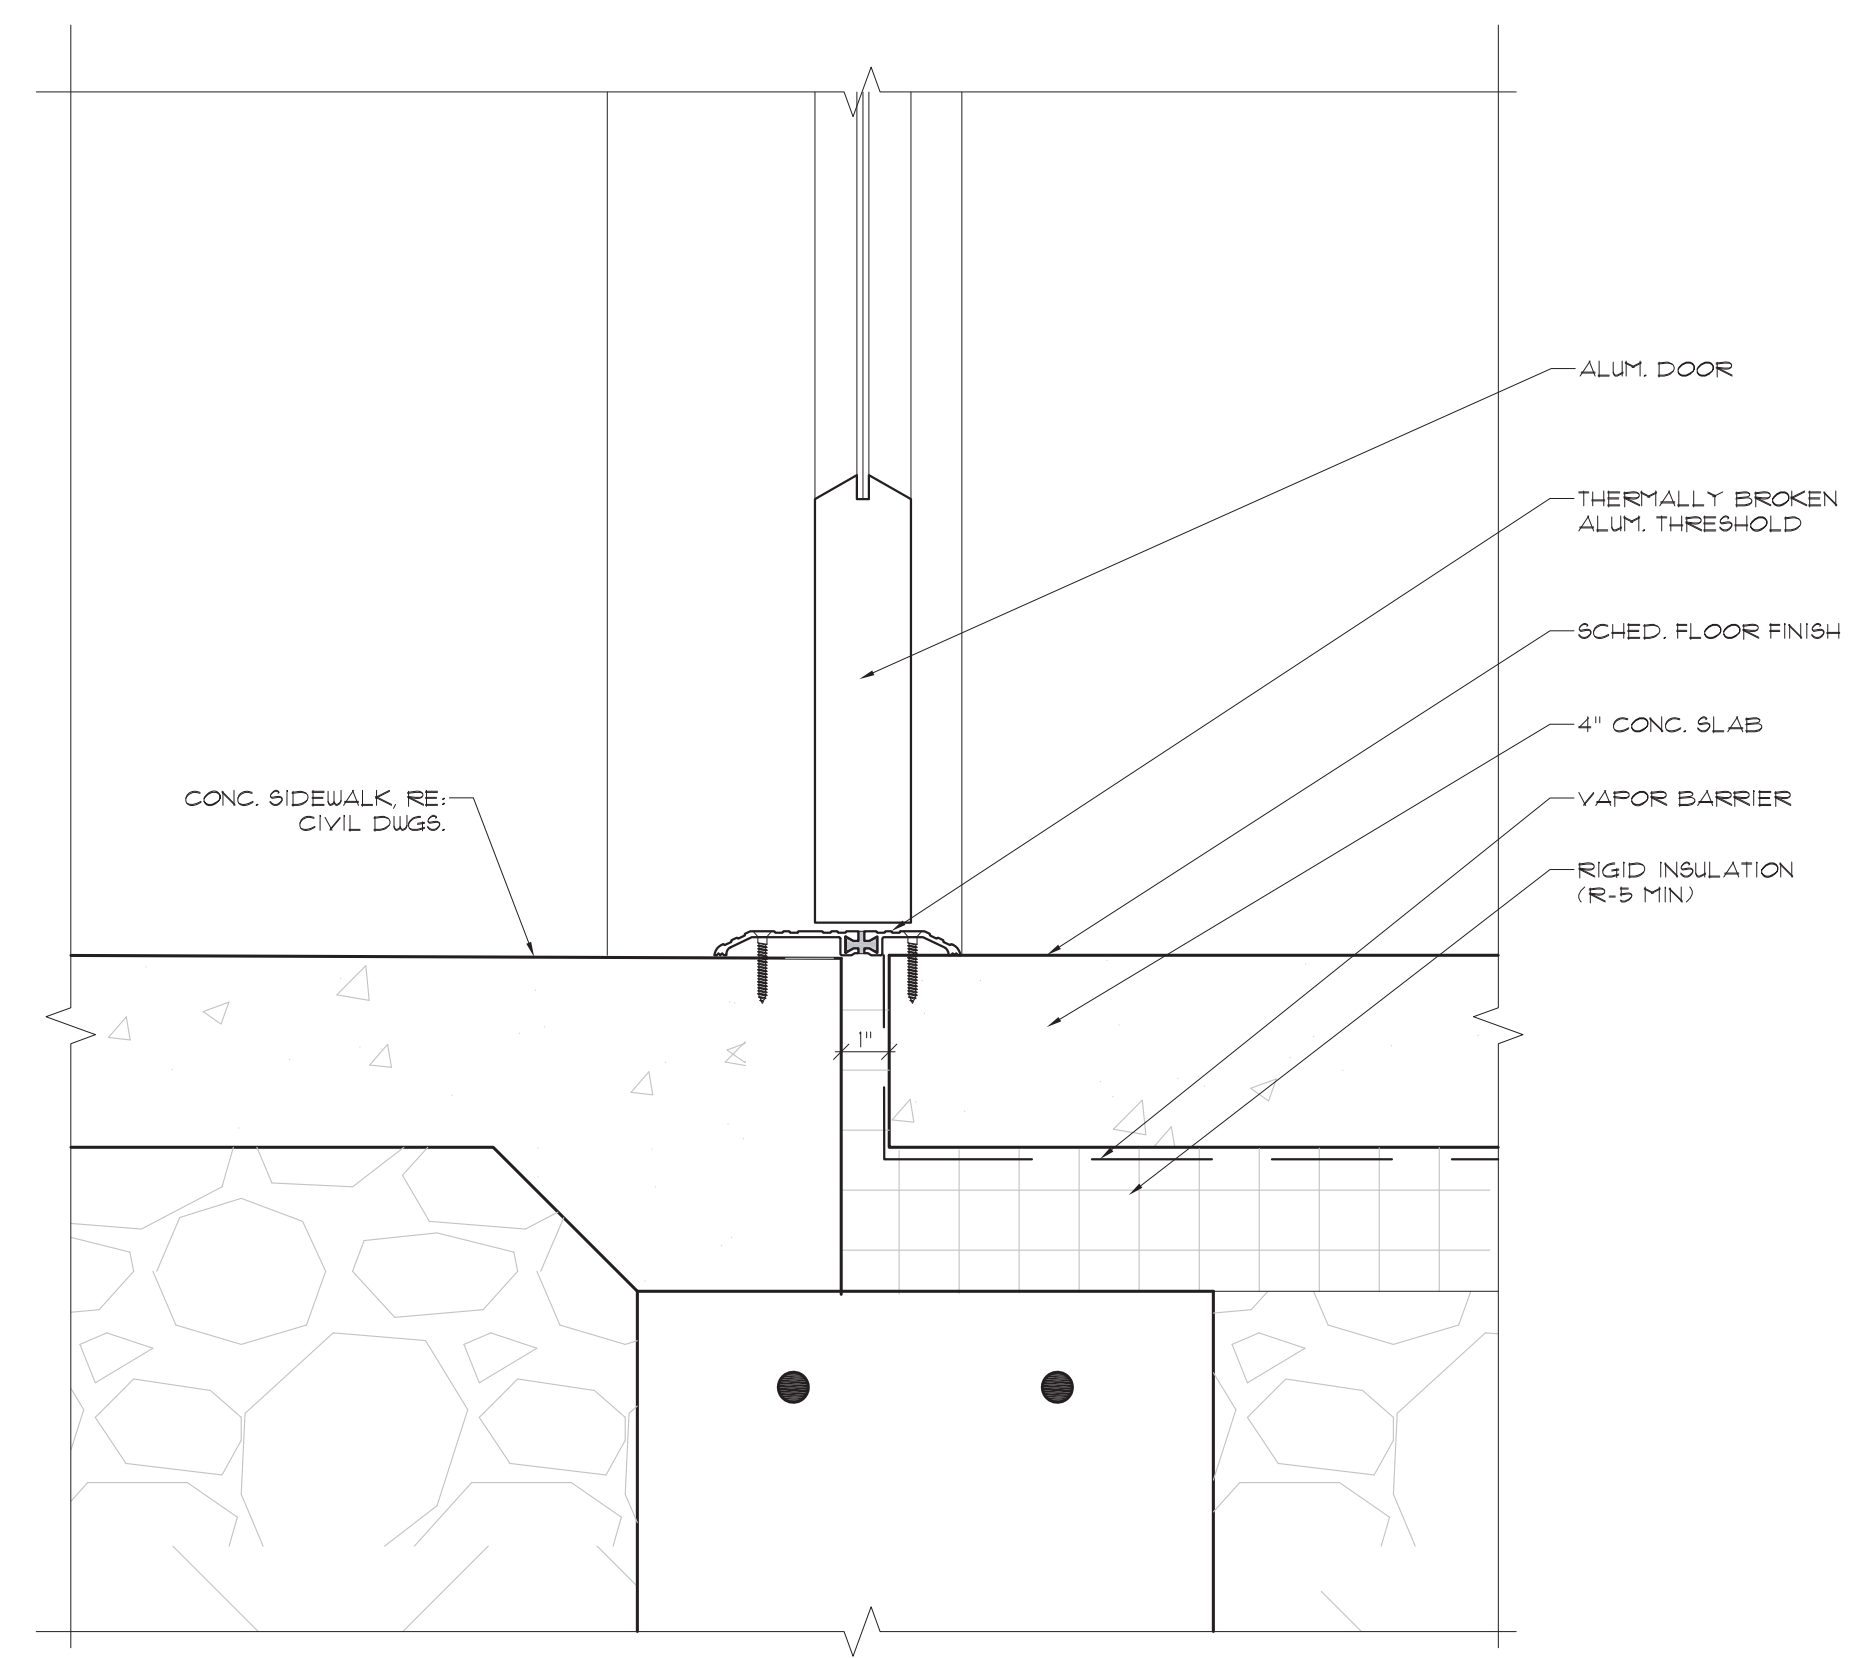 ALUM. DOOR
THERMALLY BROKEN
ALUM. THRESHOLD
SCHED. FLOOR FINISH
4" CONC. SLAB
CONC. SIDEWALK, RE:
CIVIL DWGS.
VAPOR BARRIER
RIGID INSULATION
(R-5 MIN)
1"